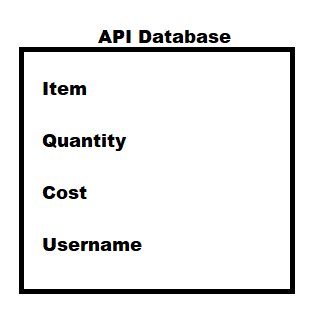 API Database
Item
Quantity
Cost
Username